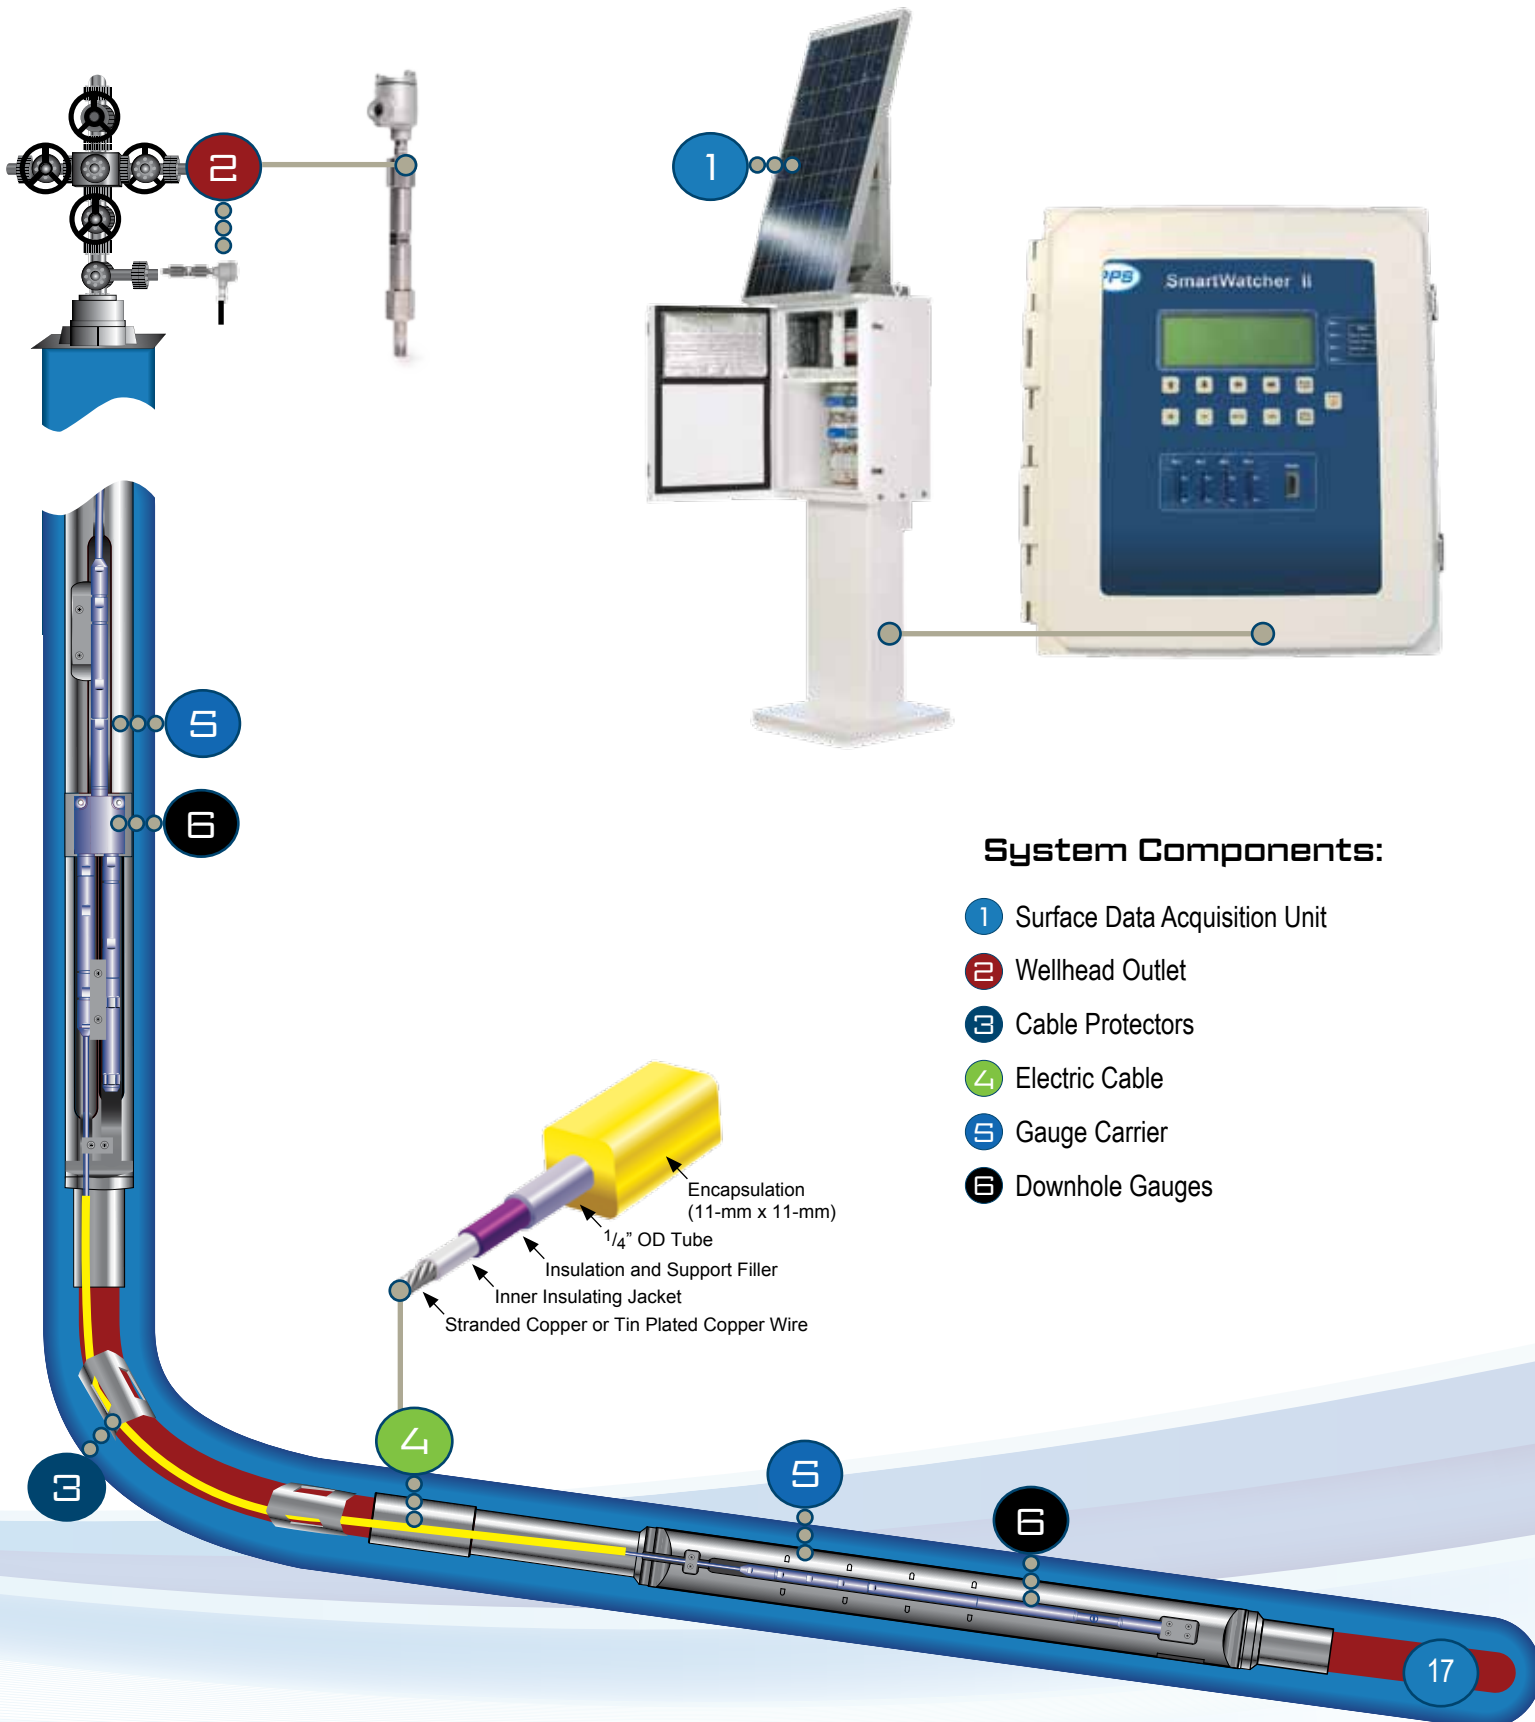 2
1
PPS
SmartWatcher II
5
6
System Components:
1 Surface Data Acquisition Unit
2 Wellhead Outlet
3 Cable Protectors
4 Electric Cable
5 Gauge Carrier
6 Downhole Gauges
Encapsulation
(11-mm x 11-mm)
1/4” OD Tube
Insulation and Support Filler
Inner Insulating Jacket
Stranded Copper or Tin Plated Copper Wire
4
3
5
6
17